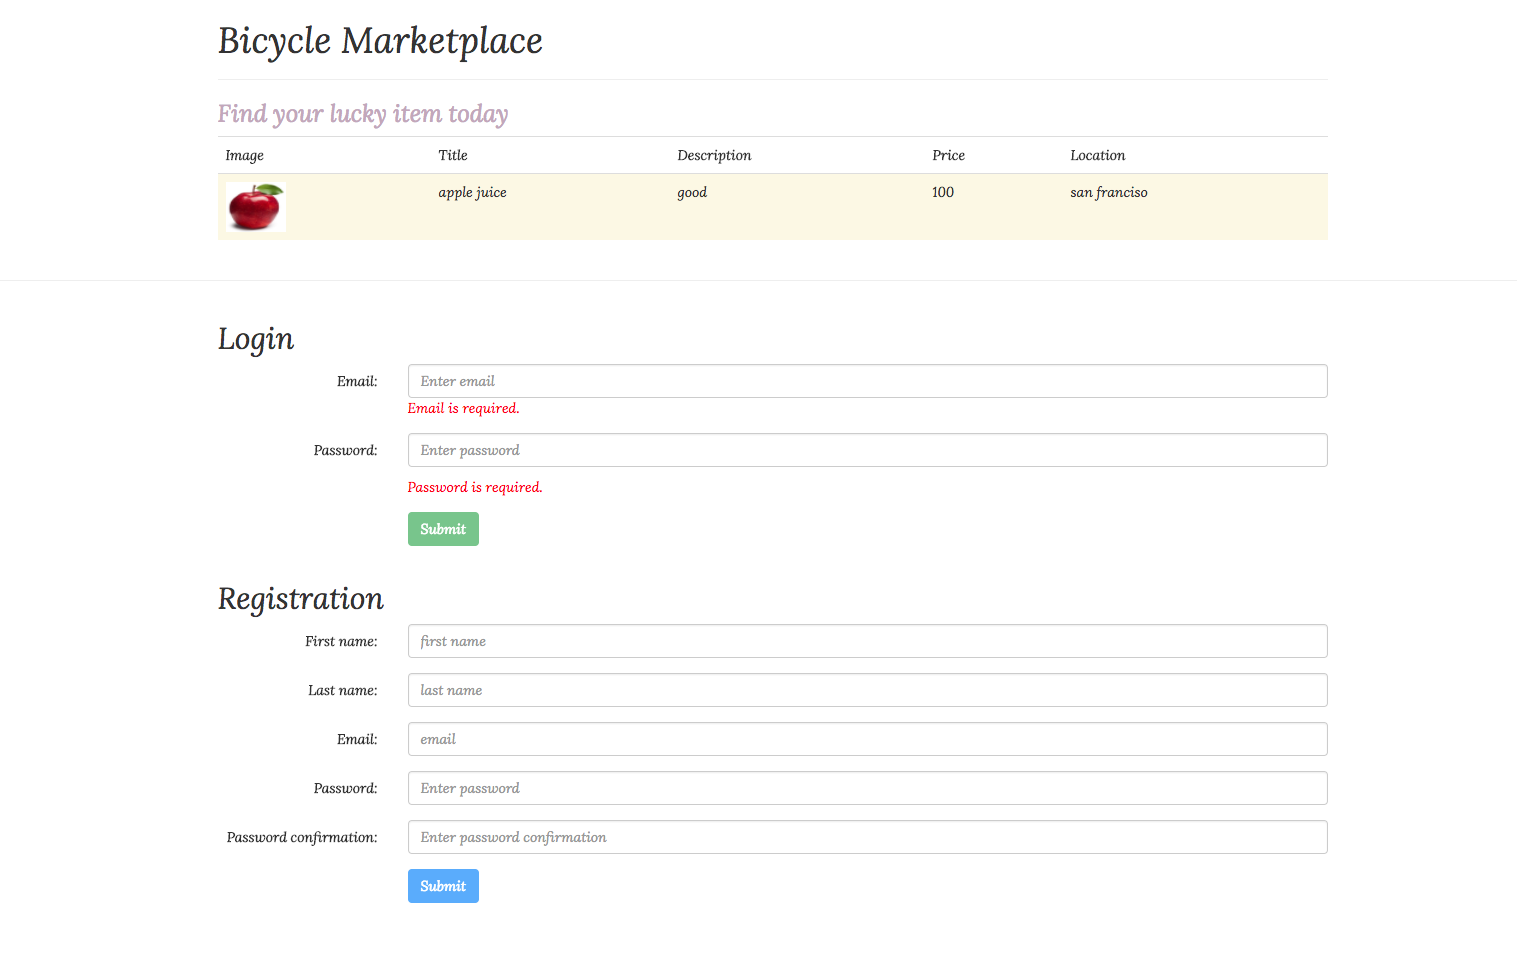 Bicycle Marketplace
Find your lucky item today
Image Title Description Price Location
apple juice good 100 san franciso
Login
Email: Enter email
Email is required.
Password: Enter password
Password is required.
Submit
Registration
First name: first name
Last name: last name
Email: email
Password: Enter password
Password confirmation: Enter password confirmation
Submit